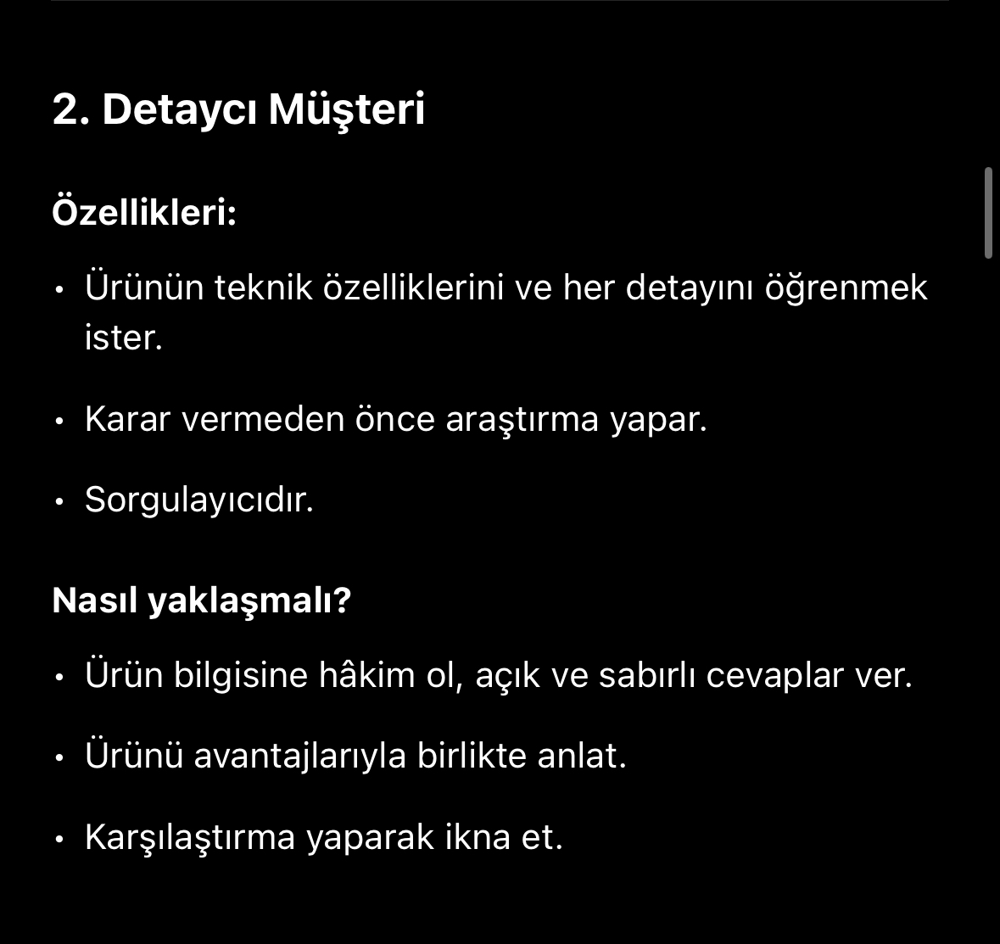 2. Detaycı Müşteri
Özellikleri:
• Ürünün teknik özelliklerini ve her detayını öğrenmek
ister.
• Karar vermeden önce araştırma yapar.
• Sorgulayıcıdır.
Nasıl yaklaşmalı?
• Ürün bilgisine hâkim ol, açık ve sabırlı cevaplar ver.
• Ürünü avantajlarıyla birlikte anlat.
• Karşılaştırma yaparak ikna et.